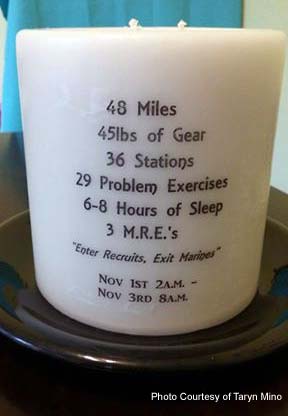 48 Miles
45lbs of Gear
36 Stations
29 Problem Exercises
6-8 Hours of Sleep
3 M.R.E.'s
"Enter Recruits, Exit Marines"
Nov 1st 2a.m. -
Nov 3rd 8a.m.
Photo Courtesy of Taryn Mino